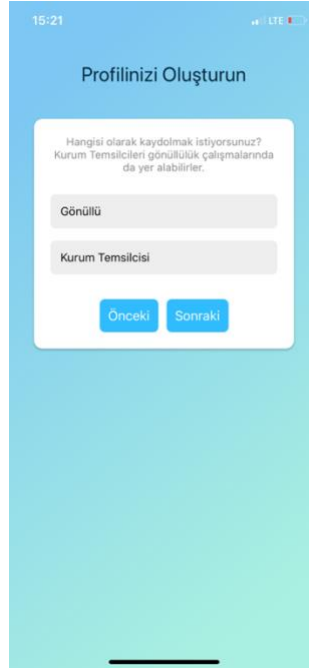 15:21
LTE
Profilinizi Oluşturun
Hangisi olarak kaydolmak istiyorsunuz?
Kurum Temsilcileri gönüllülük çalışmalarında
da yer alabilirler.
Gönüllü
Kurum Temsilcisi
Önceki
Sonraki